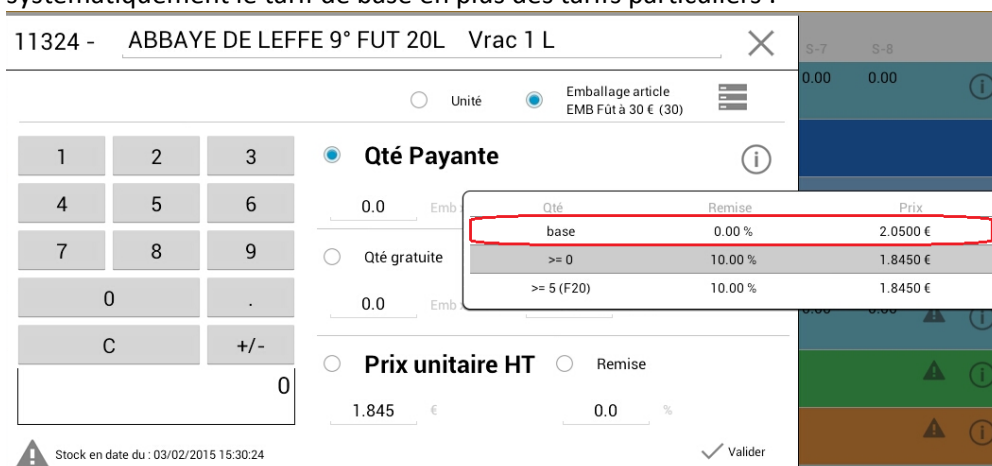 systématiquement le tarif de base en plus des tarifs particuliers :
11324 - ABBAYE DE LEFFE 9° FUT 20L Vrac 1 L
S-7 S-8
0.00 0.00
Unité
Emballage article
EMB Fût à 30 € (30)
1 2 3
Qté Payante
4 5 6
0.0 Emb :
Qté Remise Prix
base 0.00 % 2.0500 €
7 8 9
Qté gratuite
>= 0 10.00 % 1.8450 €
>= 5 (F20) 10.00 % 1.8450 €
0 .
0.0 Emb :
C +/-
Prix unitaire HT
Remise
0
1.845 €
0.0 %
Stock en date du : 03/02/2015 15:30:24
Valider